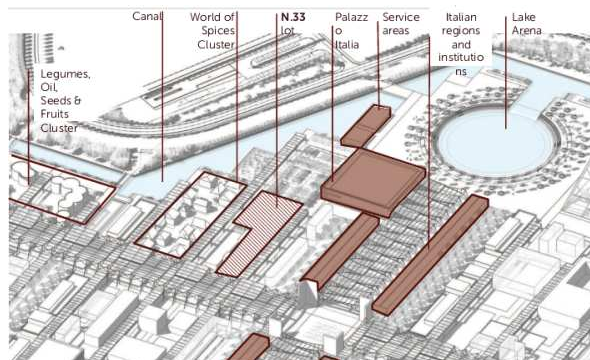 Canal
World of
Spices
Cluster
N.33
lot
Palazz
o
Italia
Service
areas
Italian
regions
and
institutio
ns
Lake
Arena
Legumes,
Oil,
Seeds &
Fruits
Cluster